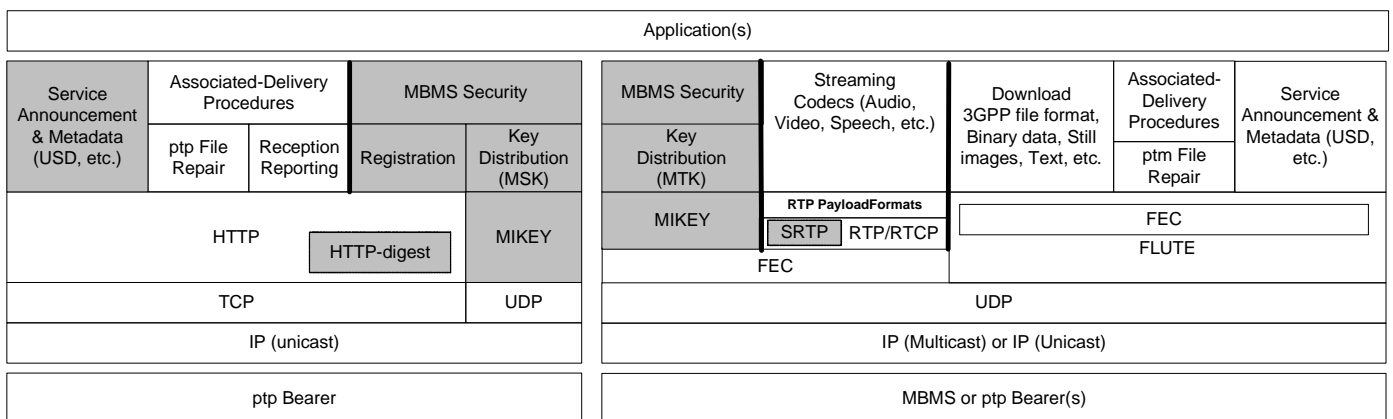 Application(s)
Service
Announcement
& Metadata
(USD, etc.)
Associated-Delivery
Procedures
ptp File
Repair
Reception
Reporting
MBMS Security
Registration
Key
Distribution
(MSK)
HTTP
HTTP-digest
MIKEY
TCP
UDP
IP (unicast)
ptp Bearer
MBMS Security
Key
Distribution
(MTK)
MIKEY
Streaming
Codecs (Audio,
Video, Speech, etc.)
RTP PayloadFormats
SRTP
RTP/RTCP
FEC
Download
3GPP file format,
Binary data, Still
images, Text, etc.
Associated-
Delivery
Procedures
ptm File
Repair
Service
Announcement &
Metadata (USD,
etc.)
FEC
FLUTE
UDP
IP (Multicast) or IP (Unicast)
MBMS or ptp Bearer(s)